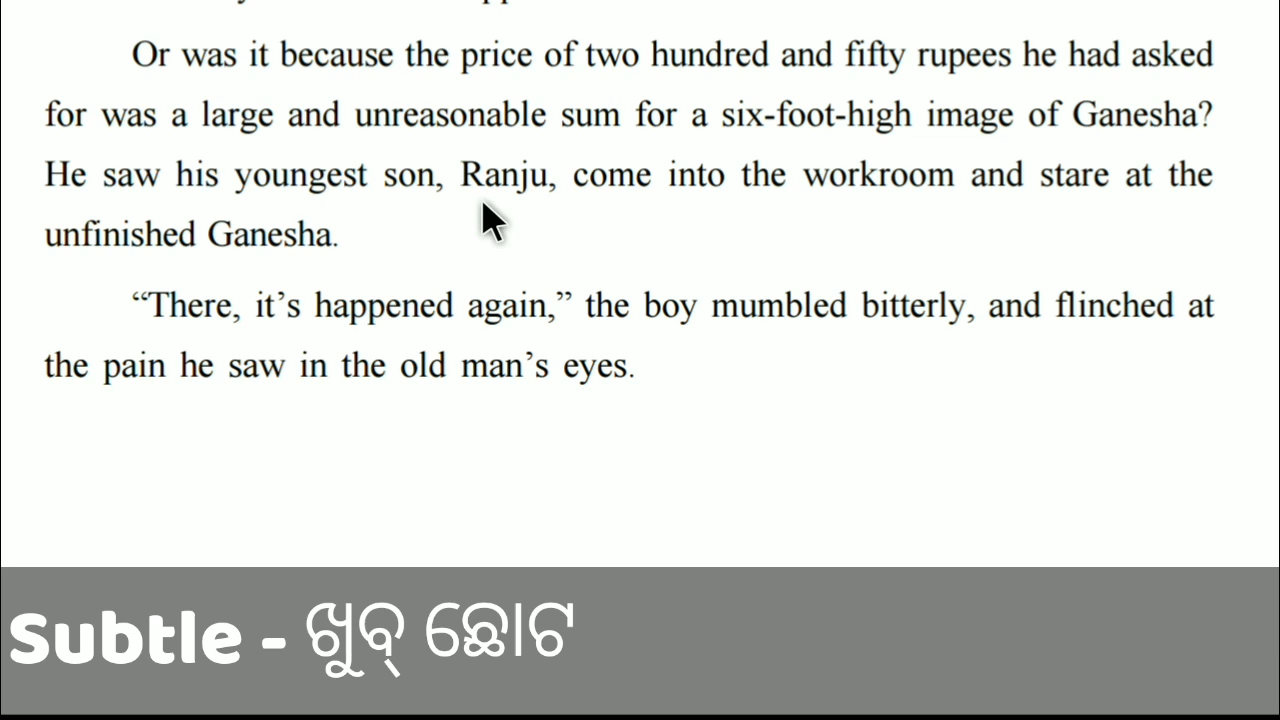 Or was it because the price of two hundred and fifty rupees he had asked
for was a large and unreasonable sum for a six-foot-high image of Ganesha?
He saw his youngest son, Ranju, come into the workroom and stare at the
unfinished Ganesha.
“There, it’s happened again,” the boy mumbled bitterly, and flinched at
the pain he saw in the old man’s eyes.
Subtle - ଖୁବ୍ ଛୋଟ